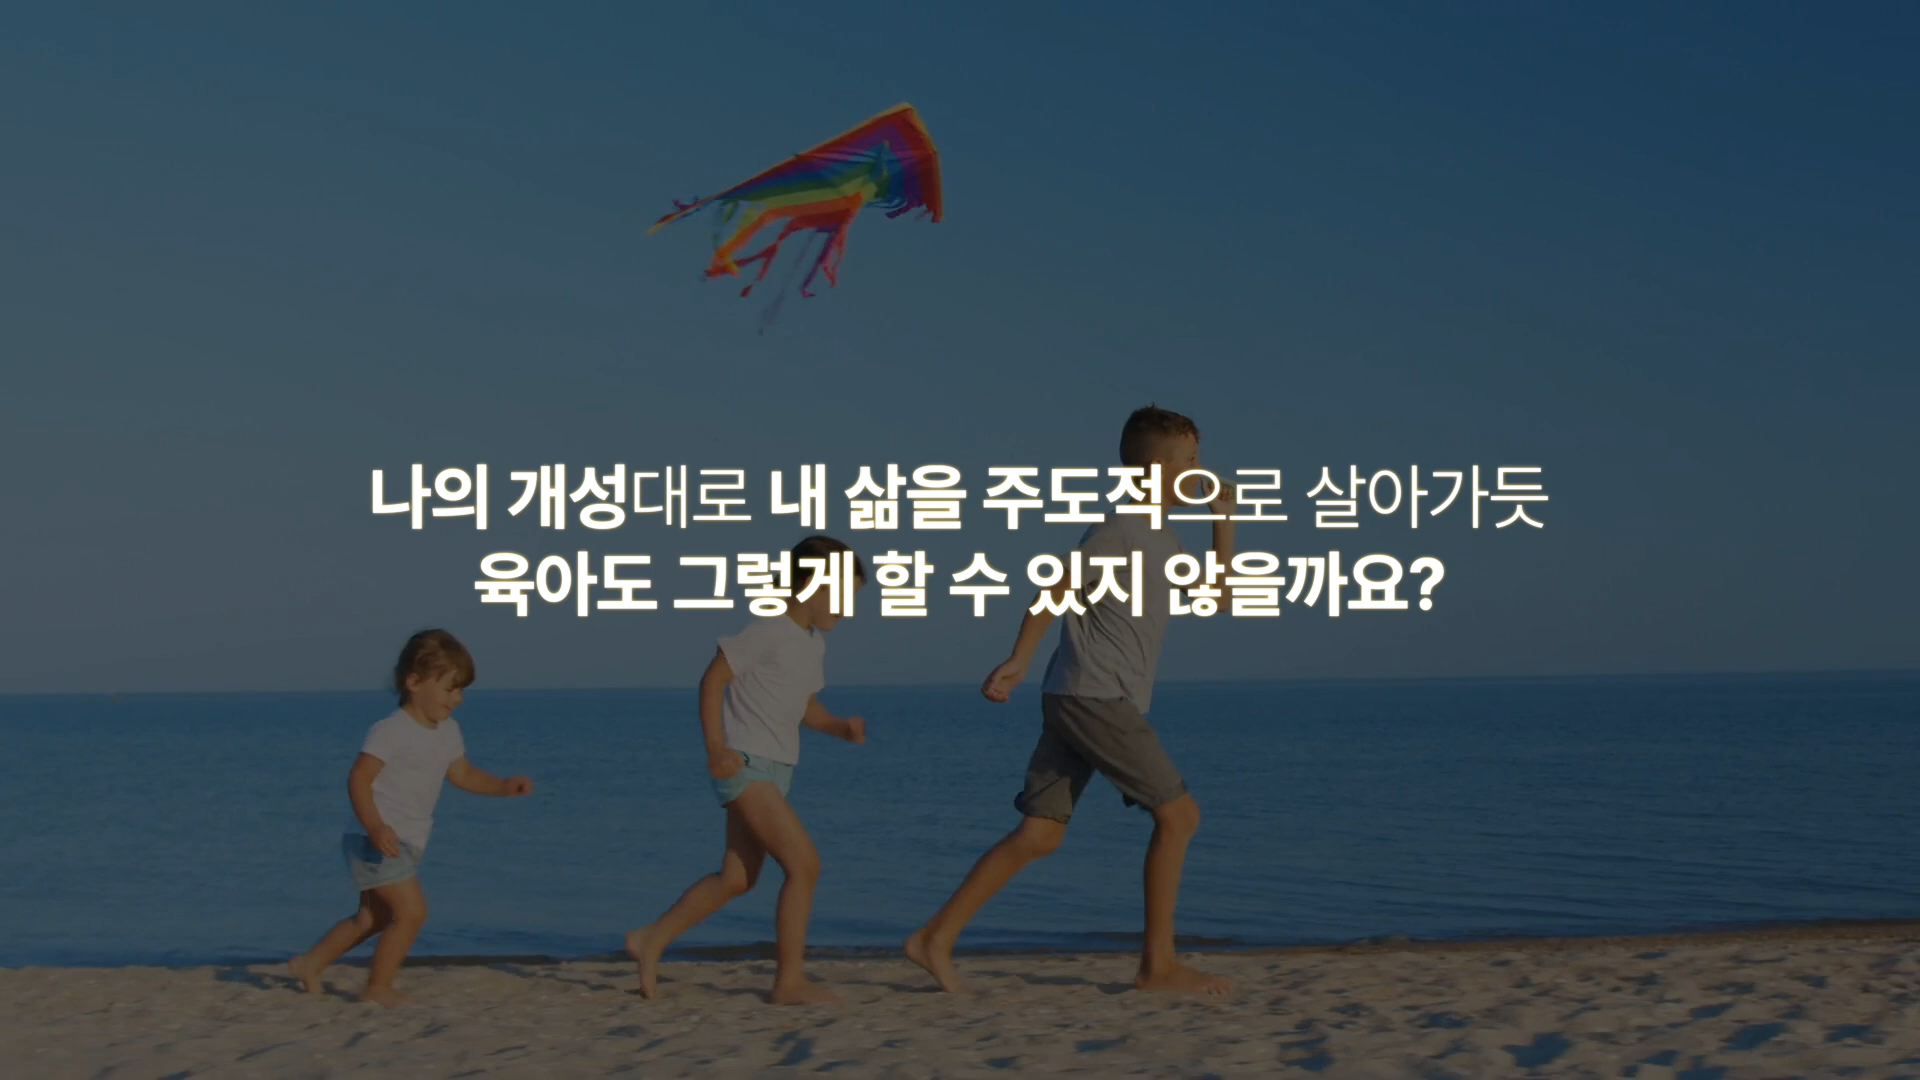 나의 개성대로 내 삶을 주도적으로 살아가듯
육아도 그렇게 할 수 있지 않을까요?